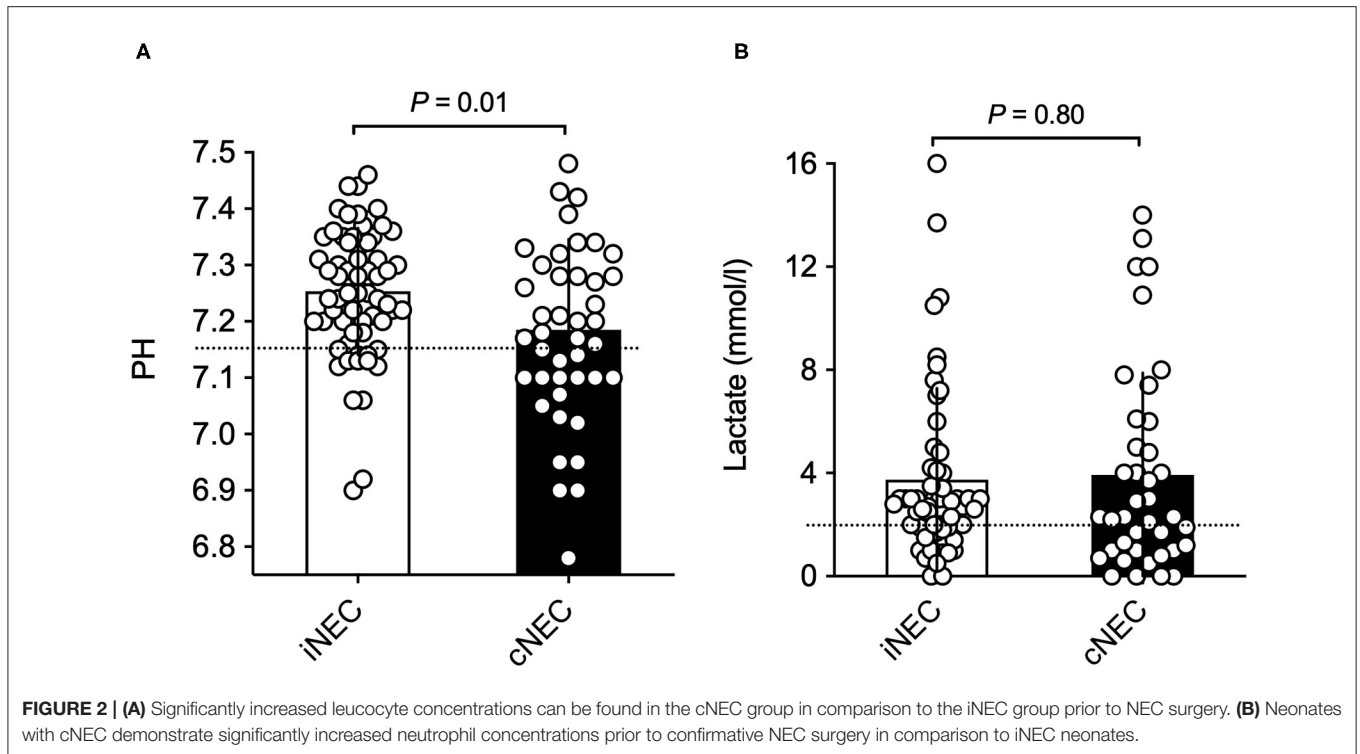 A
B
P = 0.01
P = 0.80
7.5
7.4
7.3
7.2
7.1
7.0
6.9
6.8
PH
iNEC
cNEC
16
12
8
4
0
Lactate (mmol/l)
iNEC
cNEC
FIGURE 2 | (A) Significantly increased leucocyte concentrations can be found in the cNEC group in comparison to the iNEC group prior to NEC surgery. (B) Neonates
with cNEC demonstrate significantly increased neutrophil concentrations prior to confirmative NEC surgery in comparison to iNEC neonates.